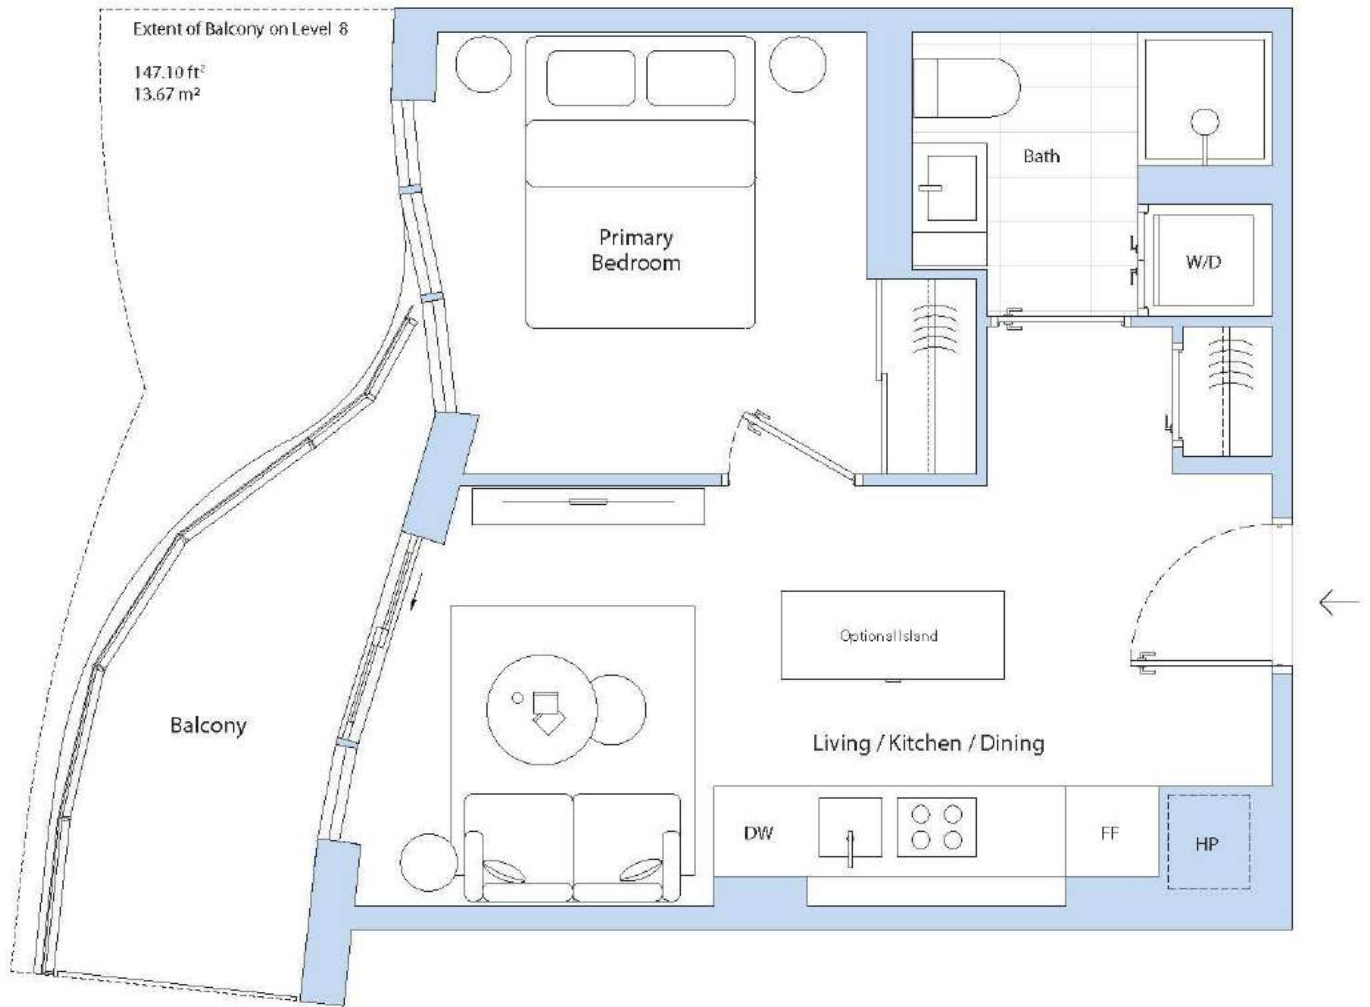 Extent of Balcony on Level 8
147.10 ft²
13.67 m²
Bath
Primary
Bedroom
W/D
Optional Island
Balcony
Living / Kitchen / Dining
DW
FF
HP